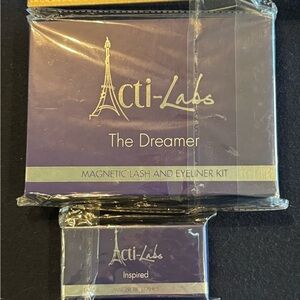 Acti-Labs
The Dreamer
MAGNETIC LASH AND EYELINER KIT
Acti-Labs
Inspired